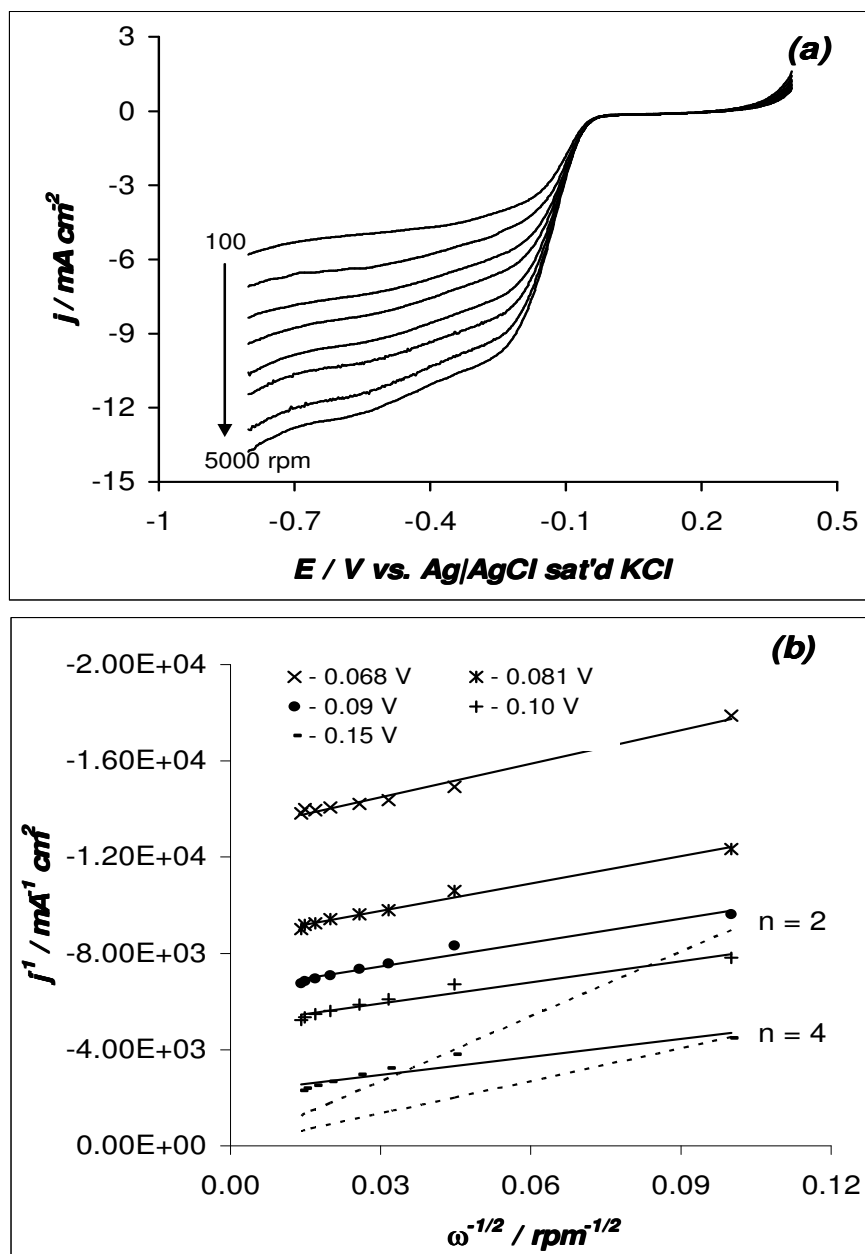 (a)
3
0
-3
-6
-9
-12
-15
j / mA cm-2
100
5000 rpm
-1 -0.7 -0.4 -0.1 0.2 0.5
E / V vs. Ag|AgCl sat'd KCl
(b)
-2.00E+04
-1.60E+04
-1.20E+04
-8.00E+03
-4.00E+03
0.00E+00
j1 / mA-1 cm2
- 0.068 V - 0.081 V
- 0.09 V - 0.10 V
- 0.15 V
n = 2
n = 4
0.00 0.03 0.06 0.09 0.12
ω-1/2 / rpm-1/2